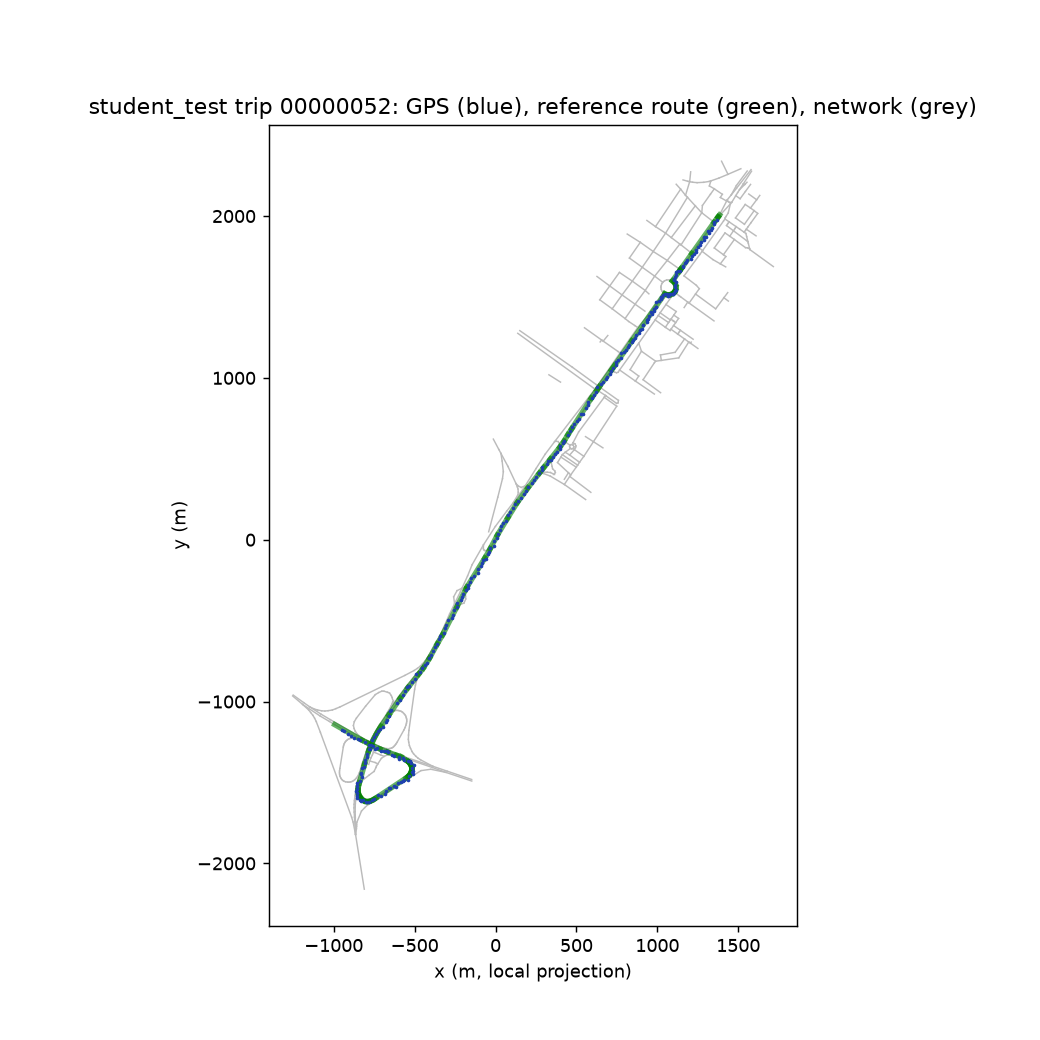 student_test trip 00000052: GPS (blue), reference route (green), network (grey)
2000
1000
0
−1000
−2000
y (m)
−1000 −500 0 500 1000 1500
x (m, local projection)